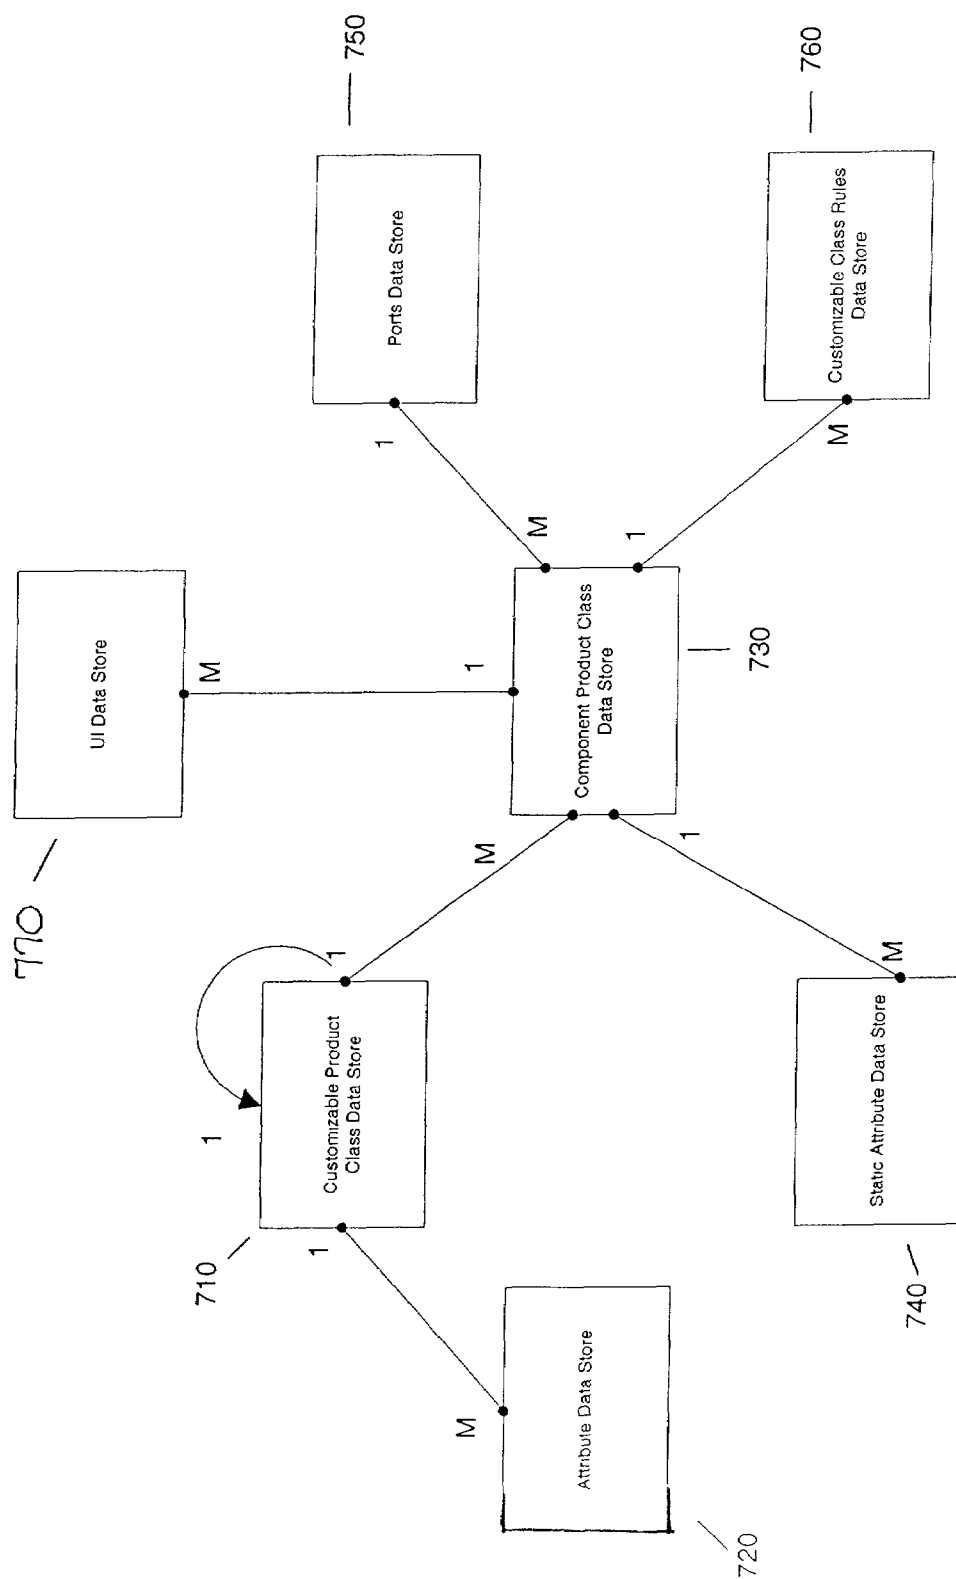 770
UI Data Store
M
1
750
Ports Data Store
1
M
760
Customizable Class Rules
Data Store
M
1
730
Component Product Class
Data Store
M
1
1
1
710
Customizable Product
Class Data Store
1
M
720
Attribute Data Store
M
740
Static Attribute Data Store